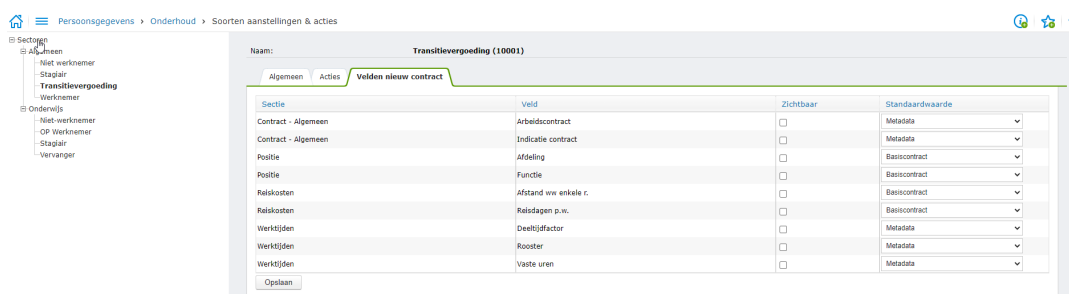 Persoonsgegevens › Onderhoud › Soorten aanstellingen & acties
Sectoren
Algemeen
Niet werknemer
Stagiair
Transitievergoeding
Werknemer
Onderwijs
Niet-werknemer
OP Werknemer
Stagiair
Vervanger
Naam: Transitievergoeding (10001)
Algemeen Acties Velden nieuw contract
Sectie Veld Zichtbaar Standaardwaarde
Contract - Algemeen Arbeidscontract Metadata
Contract - Algemeen Indicatie contract Metadata
Positie Afdeling Basiscontract
Positie Functie Basiscontract
Reiskosten Afstand ww enkele r. Basiscontract
Reiskosten Reisdagen p.w. Basiscontract
Werktijden Deeltijdfactor Metadata
Werktijden Rooster Metadata
Werktijden Vaste uren Metadata
Opslaan